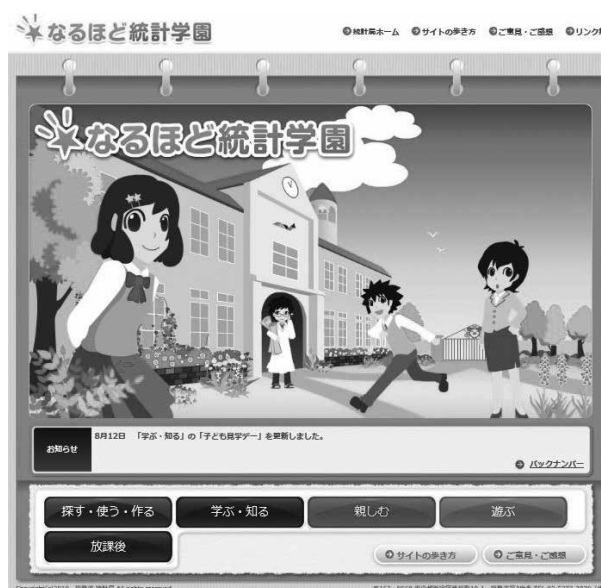 なるほど統計学園
統計局ホーム サイトの歩き方 ご意見・ご感想 リンク
なるほど統計学園
お知らせ
8月12日 「学ぶ・知る」の「子ども見学デー」を更新しました。
バックナンバー
探す・使う・作る 学ぶ・知る 親しむ 遊ぶ
放課後
サイトの歩き方 ご意見・ご感想